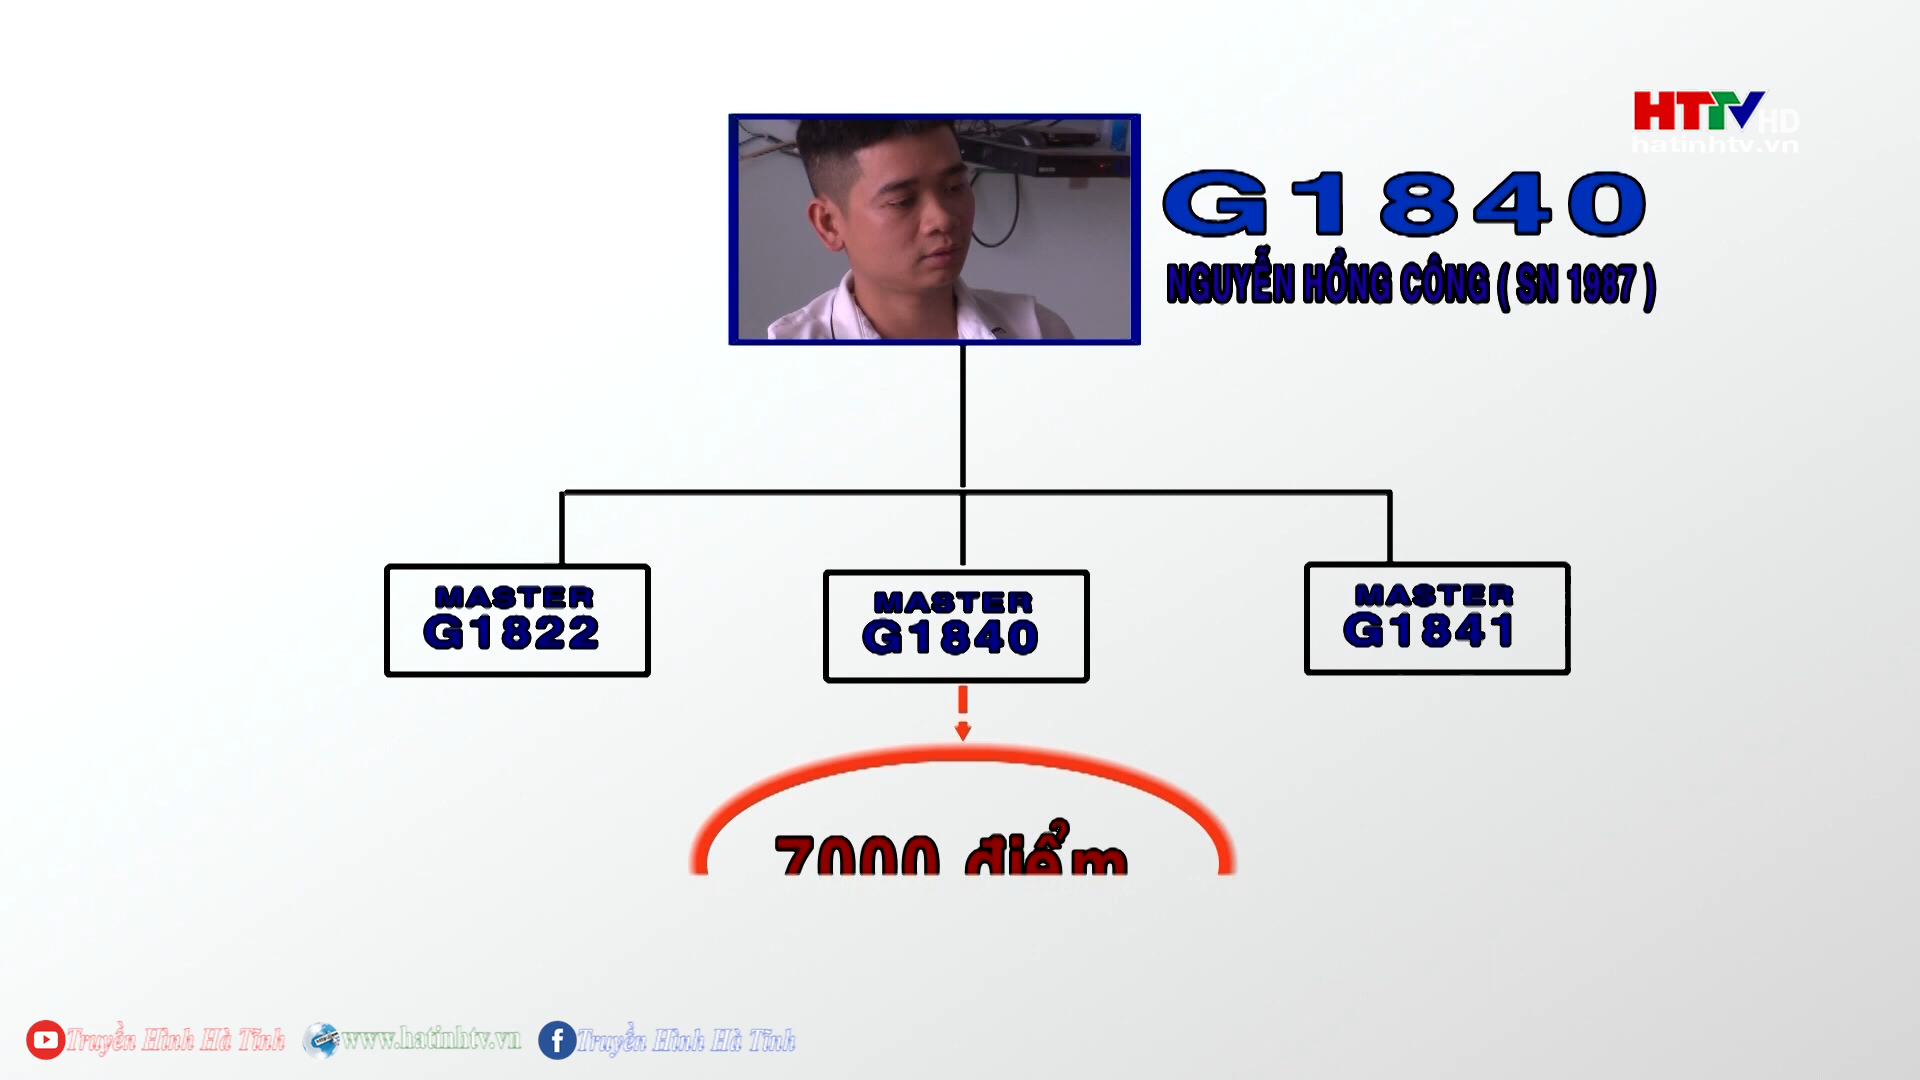 HTTV HD
hatinhtv.vn
G1840
NGUYỄN HỒNG CÔNG ( SN 1987 )
MASTER
G1822
MASTER
G1840
MASTER
G1841
7000 điểm
Truyền Hình Hà Tĩnh
www.hatinhtv.vn
Truyền Hình Hà Tĩnh